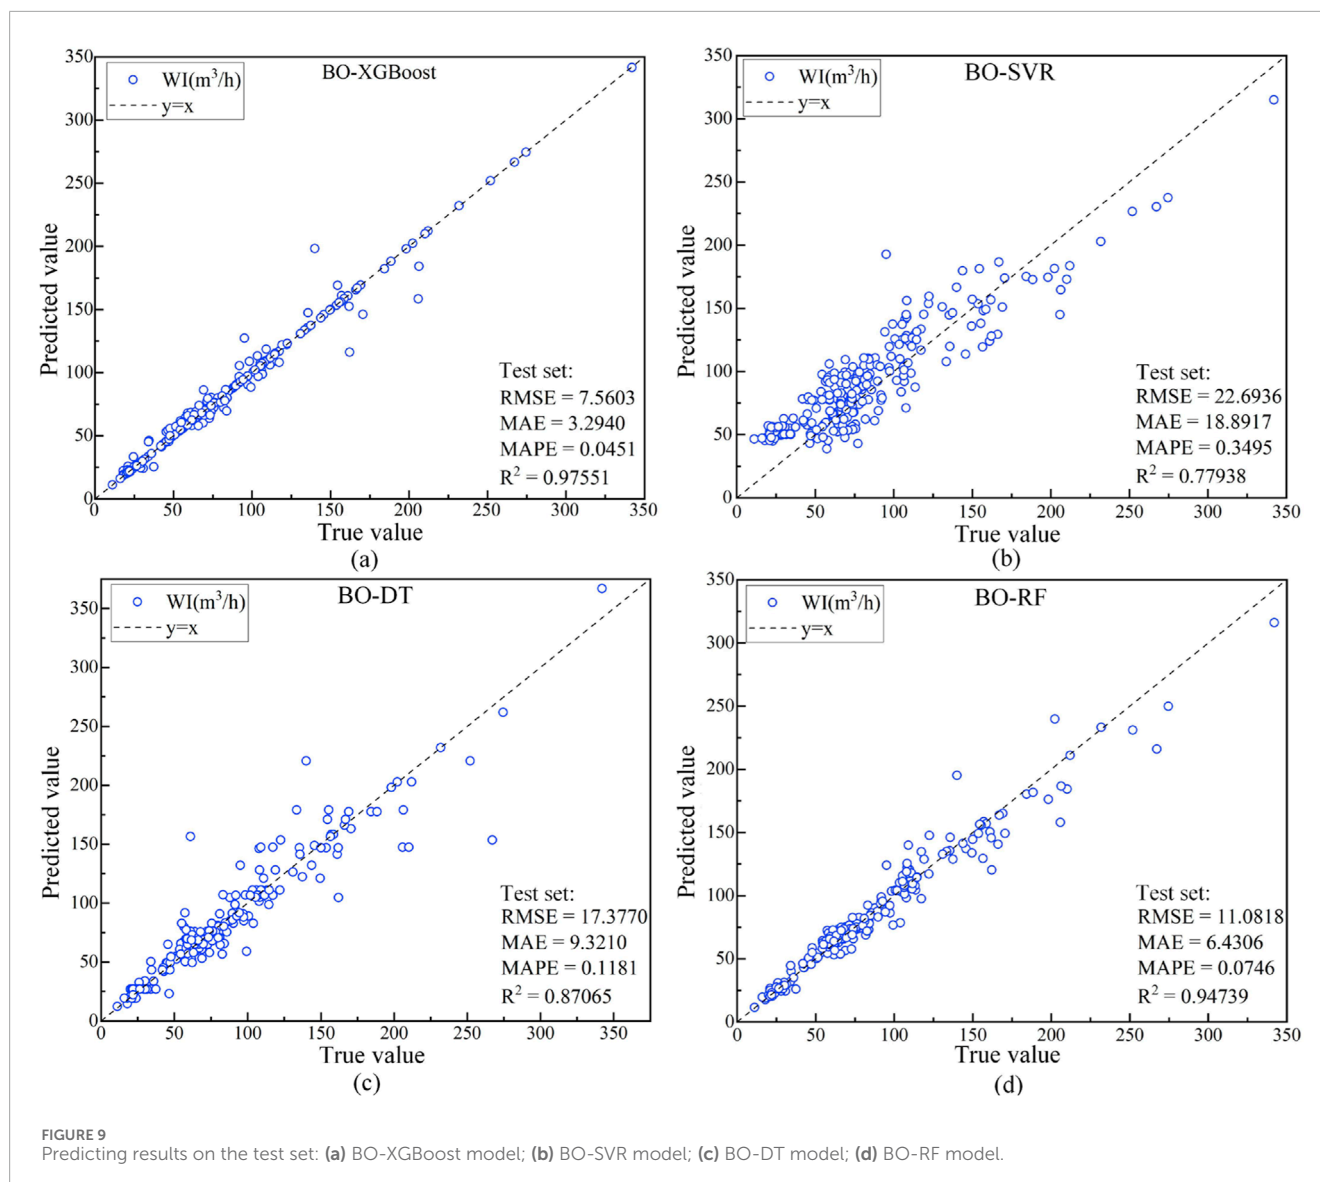 BO-XGBoost
WI(m³/h)
y=x
350
300
250
200
150
100
50
0
Predicted value
Test set:
RMSE = 7.5603
MAE = 3.2940
MAPE = 0.0451
R² = 0.97551
0 50 100 150 200 250 300 350
True value
(a)
BO-SVR
WI(m³/h)
y=x
350
300
250
200
150
100
50
0
Predicted value
Test set:
RMSE = 22.6936
MAE = 18.8917
MAPE = 0.3495
R² = 0.77938
0 50 100 150 200 250 300 350
True value
(b)
BO-DT
WI(m³/h)
y=x
350
300
250
200
150
100
50
0
Predicted value
Test set:
RMSE = 17.3770
MAE = 9.3210
MAPE = 0.1181
R² = 0.87065
0 50 100 150 200 250 300 350
True value
(c)
BO-RF
WI(m³/h)
y=x
350
300
250
200
150
100
50
0
Predicted value
Test set:
RMSE = 11.0818
MAE = 6.4306
MAPE = 0.0746
R² = 0.94739
0 50 100 150 200 250 300 350
True value
(d)
FIGURE 9
Predicting results on the test set: (a) BO-XGBoost model; (b) BO-SVR model; (c) BO-DT model; (d) BO-RF model.